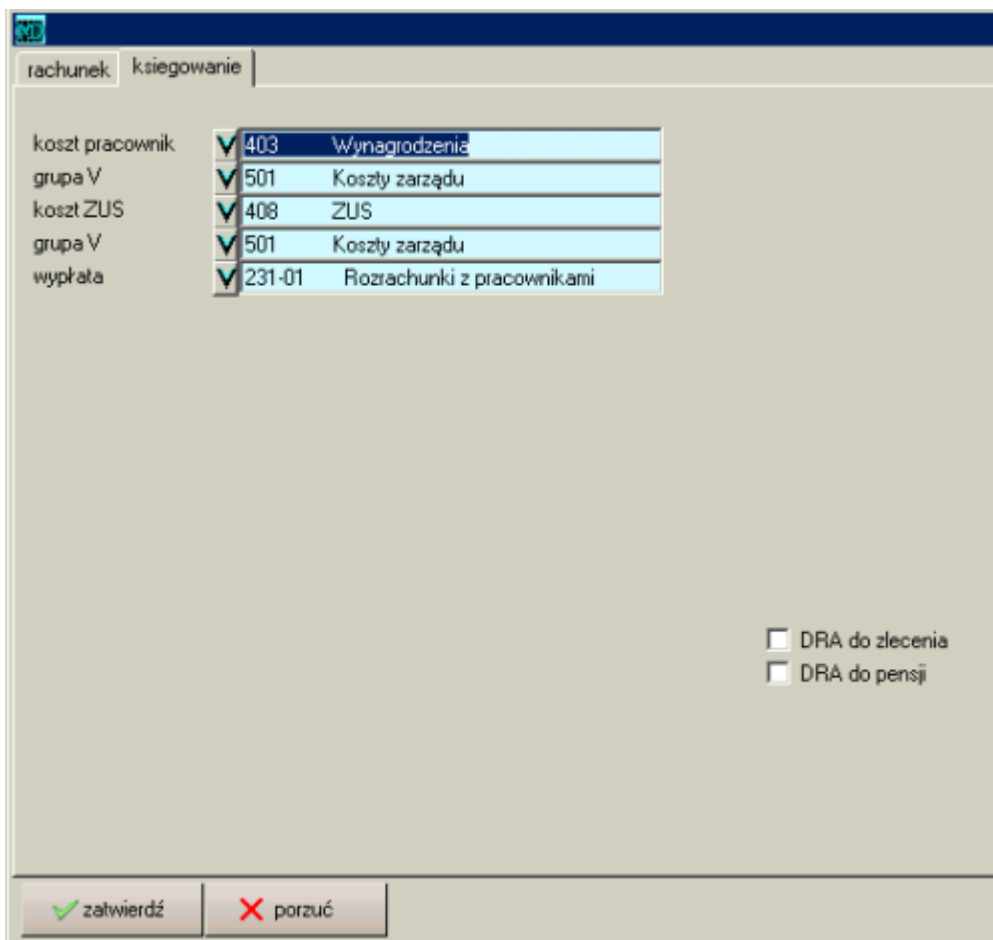 MD
rachunek ksiegowanie
koszt pracownik 403 Wynagrodzenia
grupa V 501 Koszty zarządu
koszt ZUS 408 ZUS
grupa V 501 Koszty zarządu
wypłata 231-01 Rozrachunki z pracownikami
DRA do zlecenia
DRA do pensji
zatwierdź porzuć